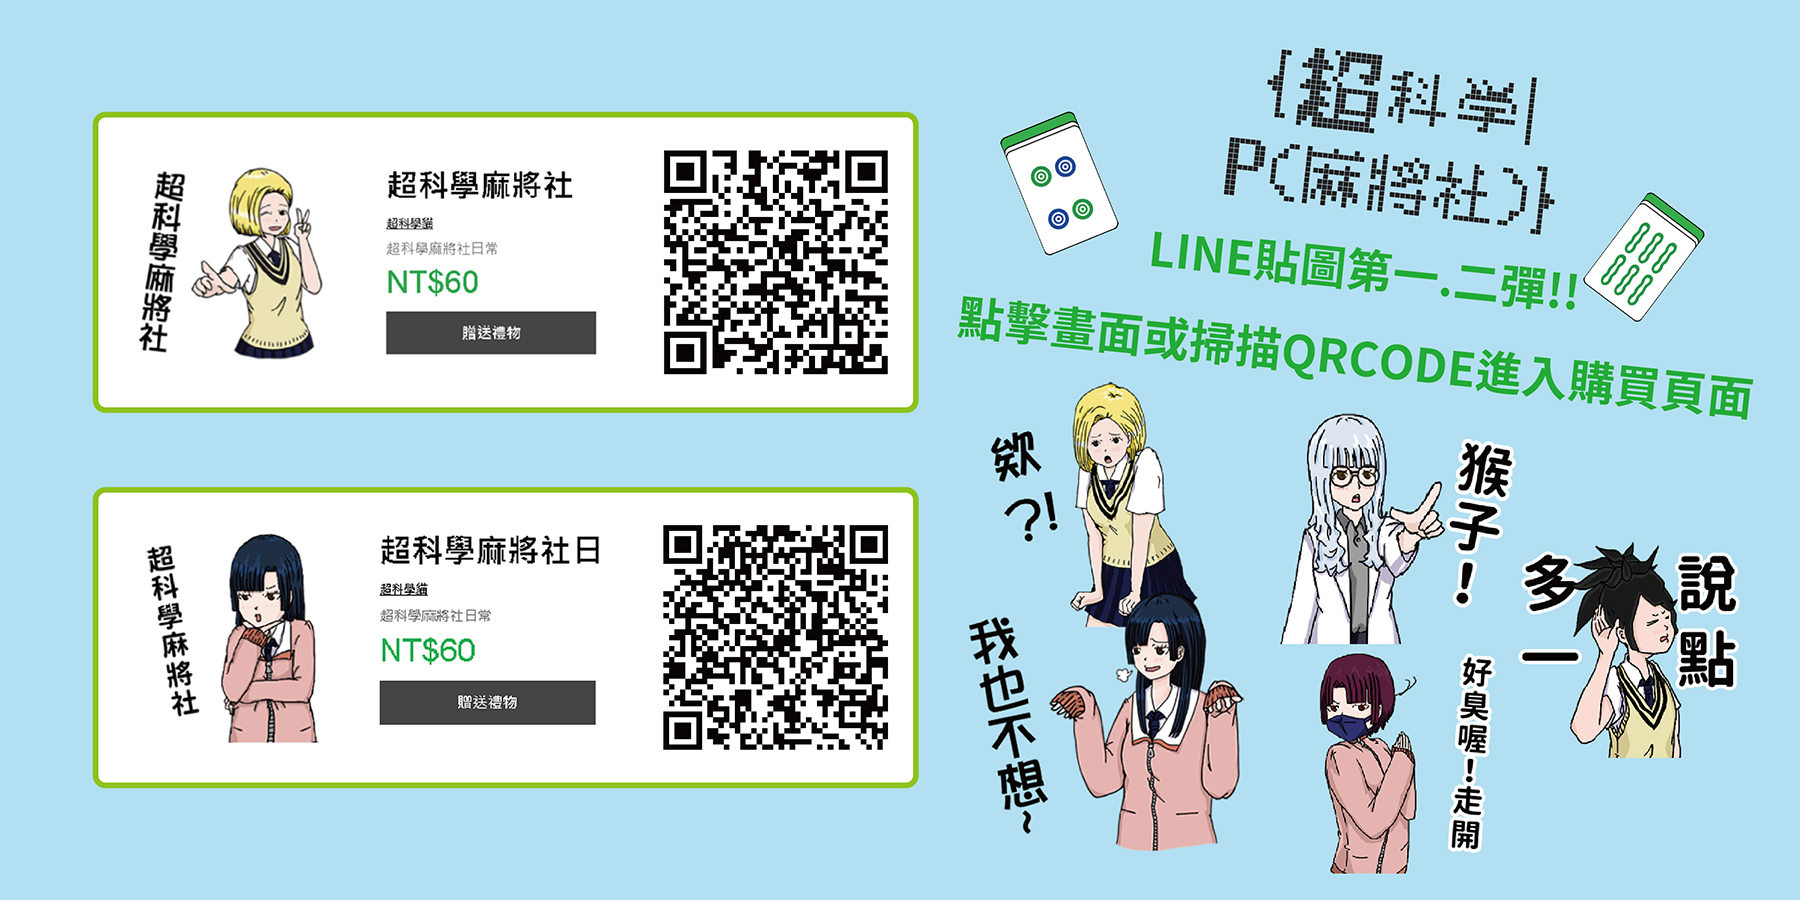 超科學麻將社
超科學麻將社
超科學貓
超科學麻將社日常
NT$60
贈送禮物
超科學麻將社
超科學麻將社日
超科學貓
超科學麻將社日常
NT$60
贈送禮物
{超科學|
P(麻將社)}
LINE貼圖第一.二彈!!
點擊畫面或掃描QRCODE進入購買頁面
欸?!
猴子!
說點
多一
我也不想~
好臭喔!走開